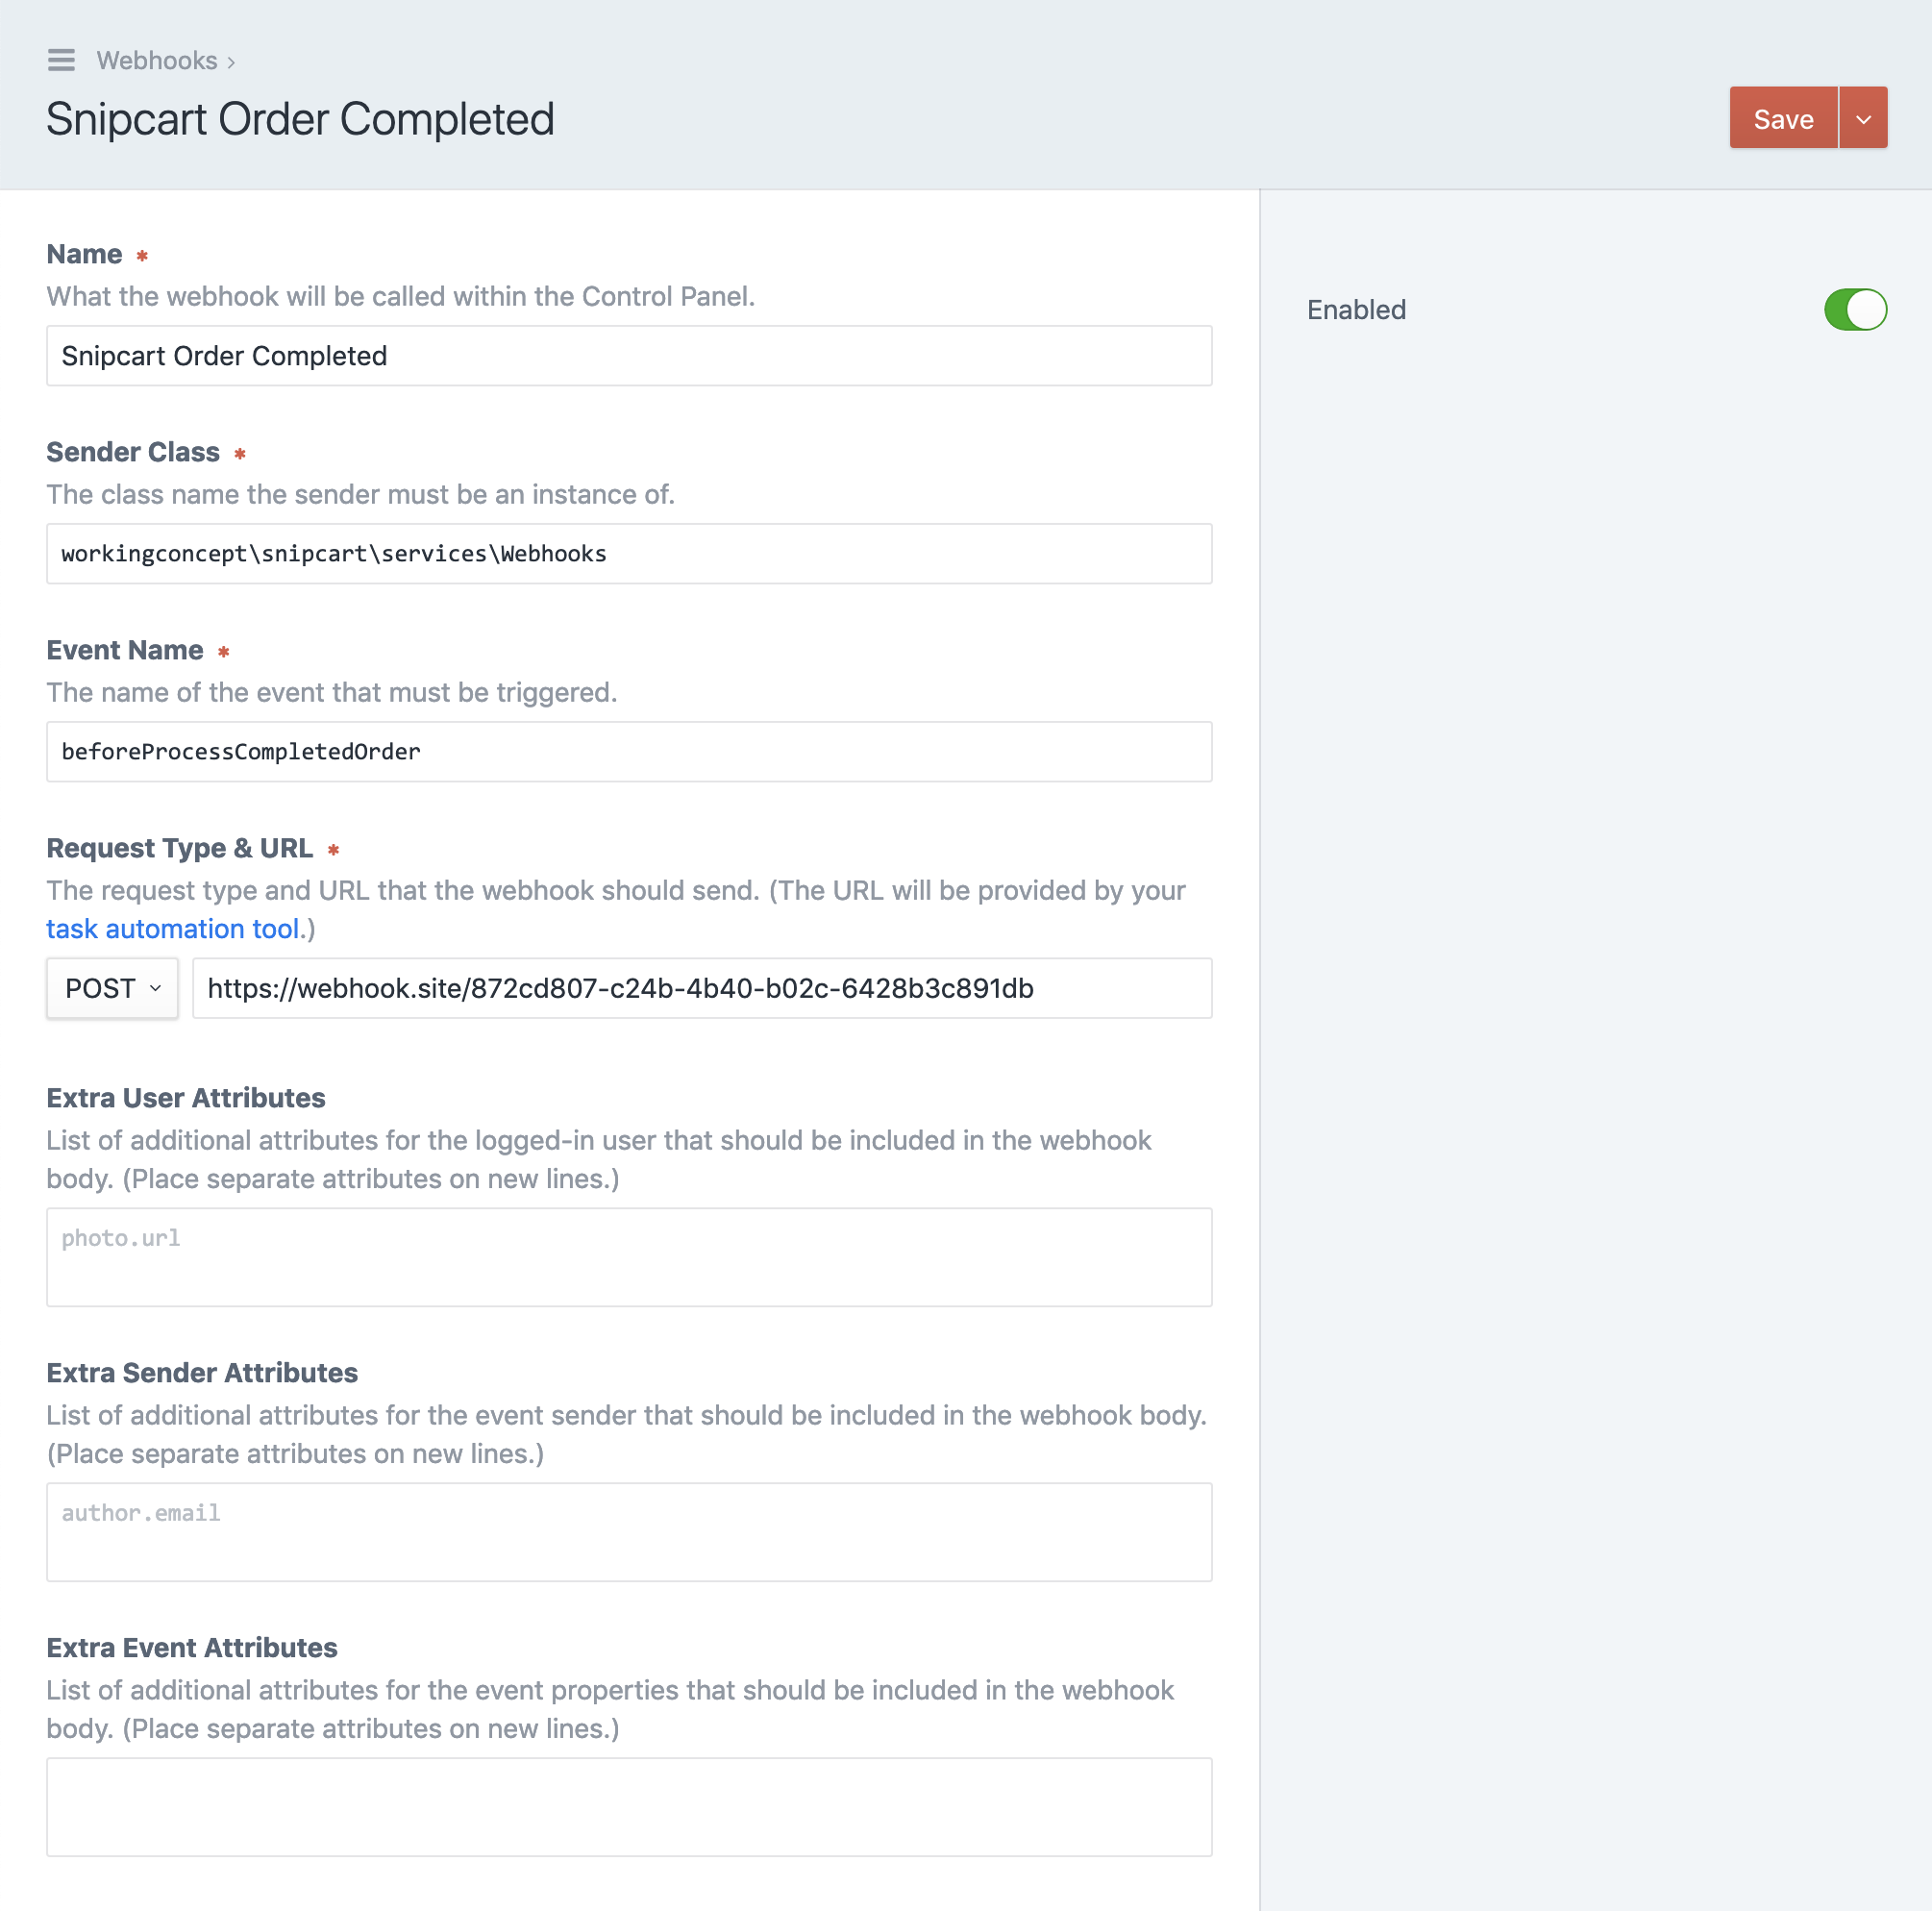 Webhooks ›
Snipcart Order Completed
Save
Name *
What the webhook will be called within the Control Panel.
Snipcart Order Completed
Enabled
Sender Class *
The class name the sender must be an instance of.
workingconcept\snipcart\services\Webhooks
Event Name *
The name of the event that must be triggered.
beforeProcessCompletedOrder
Request Type & URL *
The request type and URL that the webhook should send. (The URL will be provided by your
task automation tool.)
POST https://webhook.site/872cd807-c24b-4b40-b02c-6428b3c891db
Extra User Attributes
List of additional attributes for the logged-in user that should be included in the webhook
body. (Place separate attributes on new lines.)
photo.url
Extra Sender Attributes
List of additional attributes for the event sender that should be included in the webhook body.
(Place separate attributes on new lines.)
author.email
Extra Event Attributes
List of additional attributes for the event properties that should be included in the webhook
body. (Place separate attributes on new lines.)